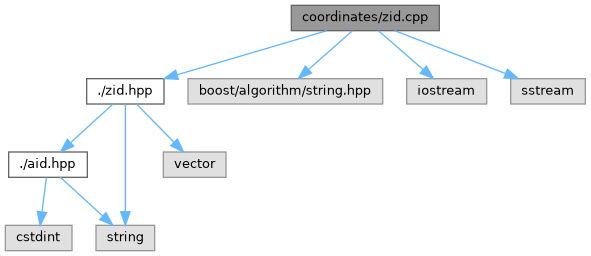 coordinates/zid.cpp
./zid.hpp
boost/algorithm/string.hpp
iostream
sstream
./aid.hpp
vector
cstdint
string